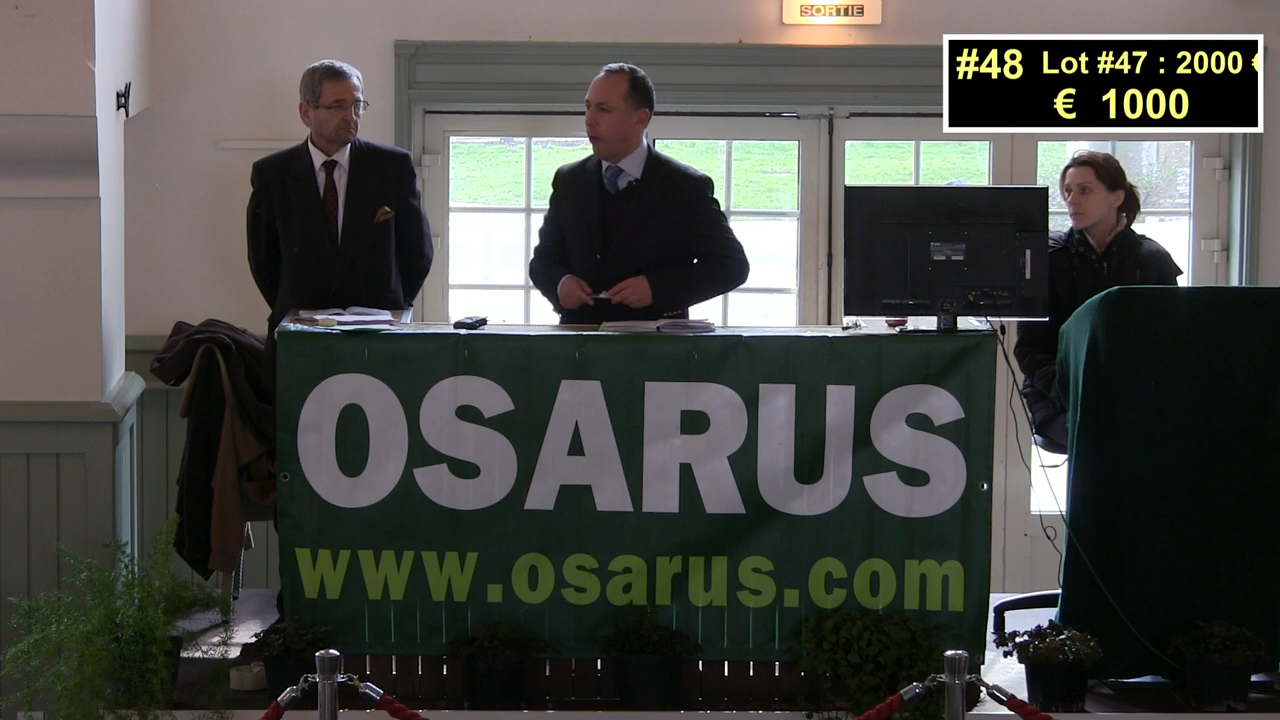 SORTIE
#48 Lot #47 : 2000 €
€ 1000
OSARUS
www.osarus.com